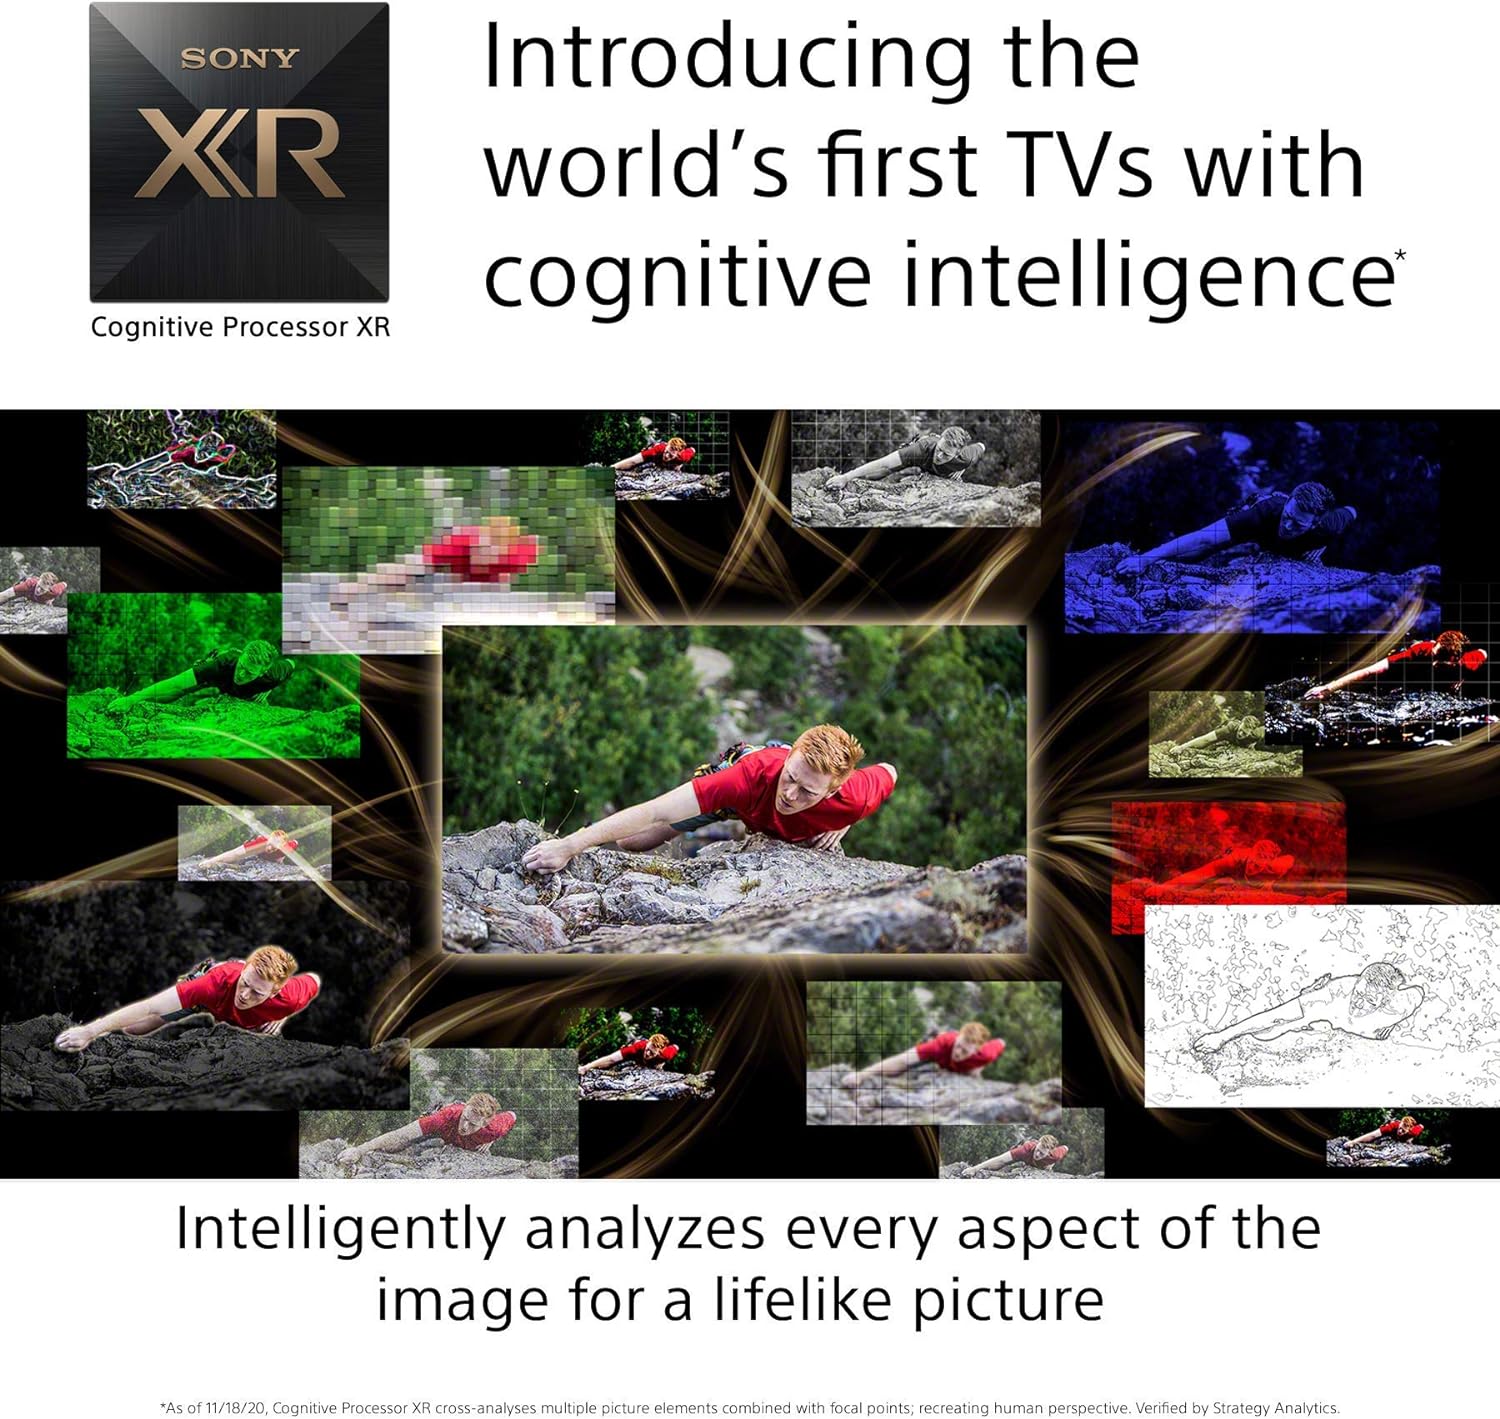 SONY
XR
Cognitive Processor XR
Introducing the
world’s first TVs with
cognitive intelligence*
Intelligently analyzes every aspect of the
image for a lifelike picture
*As of 11/18/20, Cognitive Processor XR cross-analyses multiple picture elements combined with focal points; recreating human perspective. Verified by Strategy Analytics.